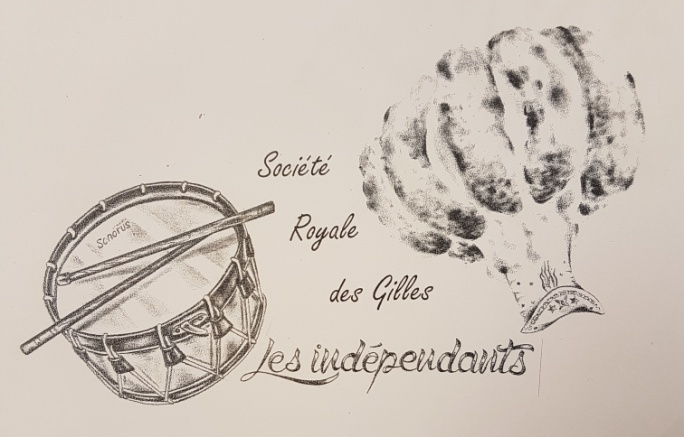 Société
Royale
des Gilles
Les indépendants
Sonorus